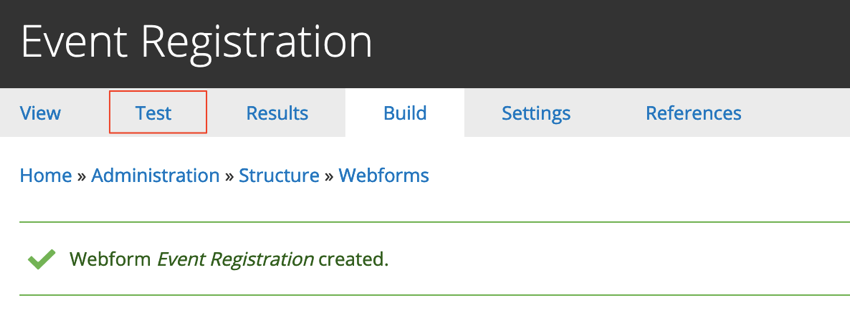 Event Registration
View Test Results Build Settings References
Home » Administration » Structure » Webforms
Webform Event Registration created.